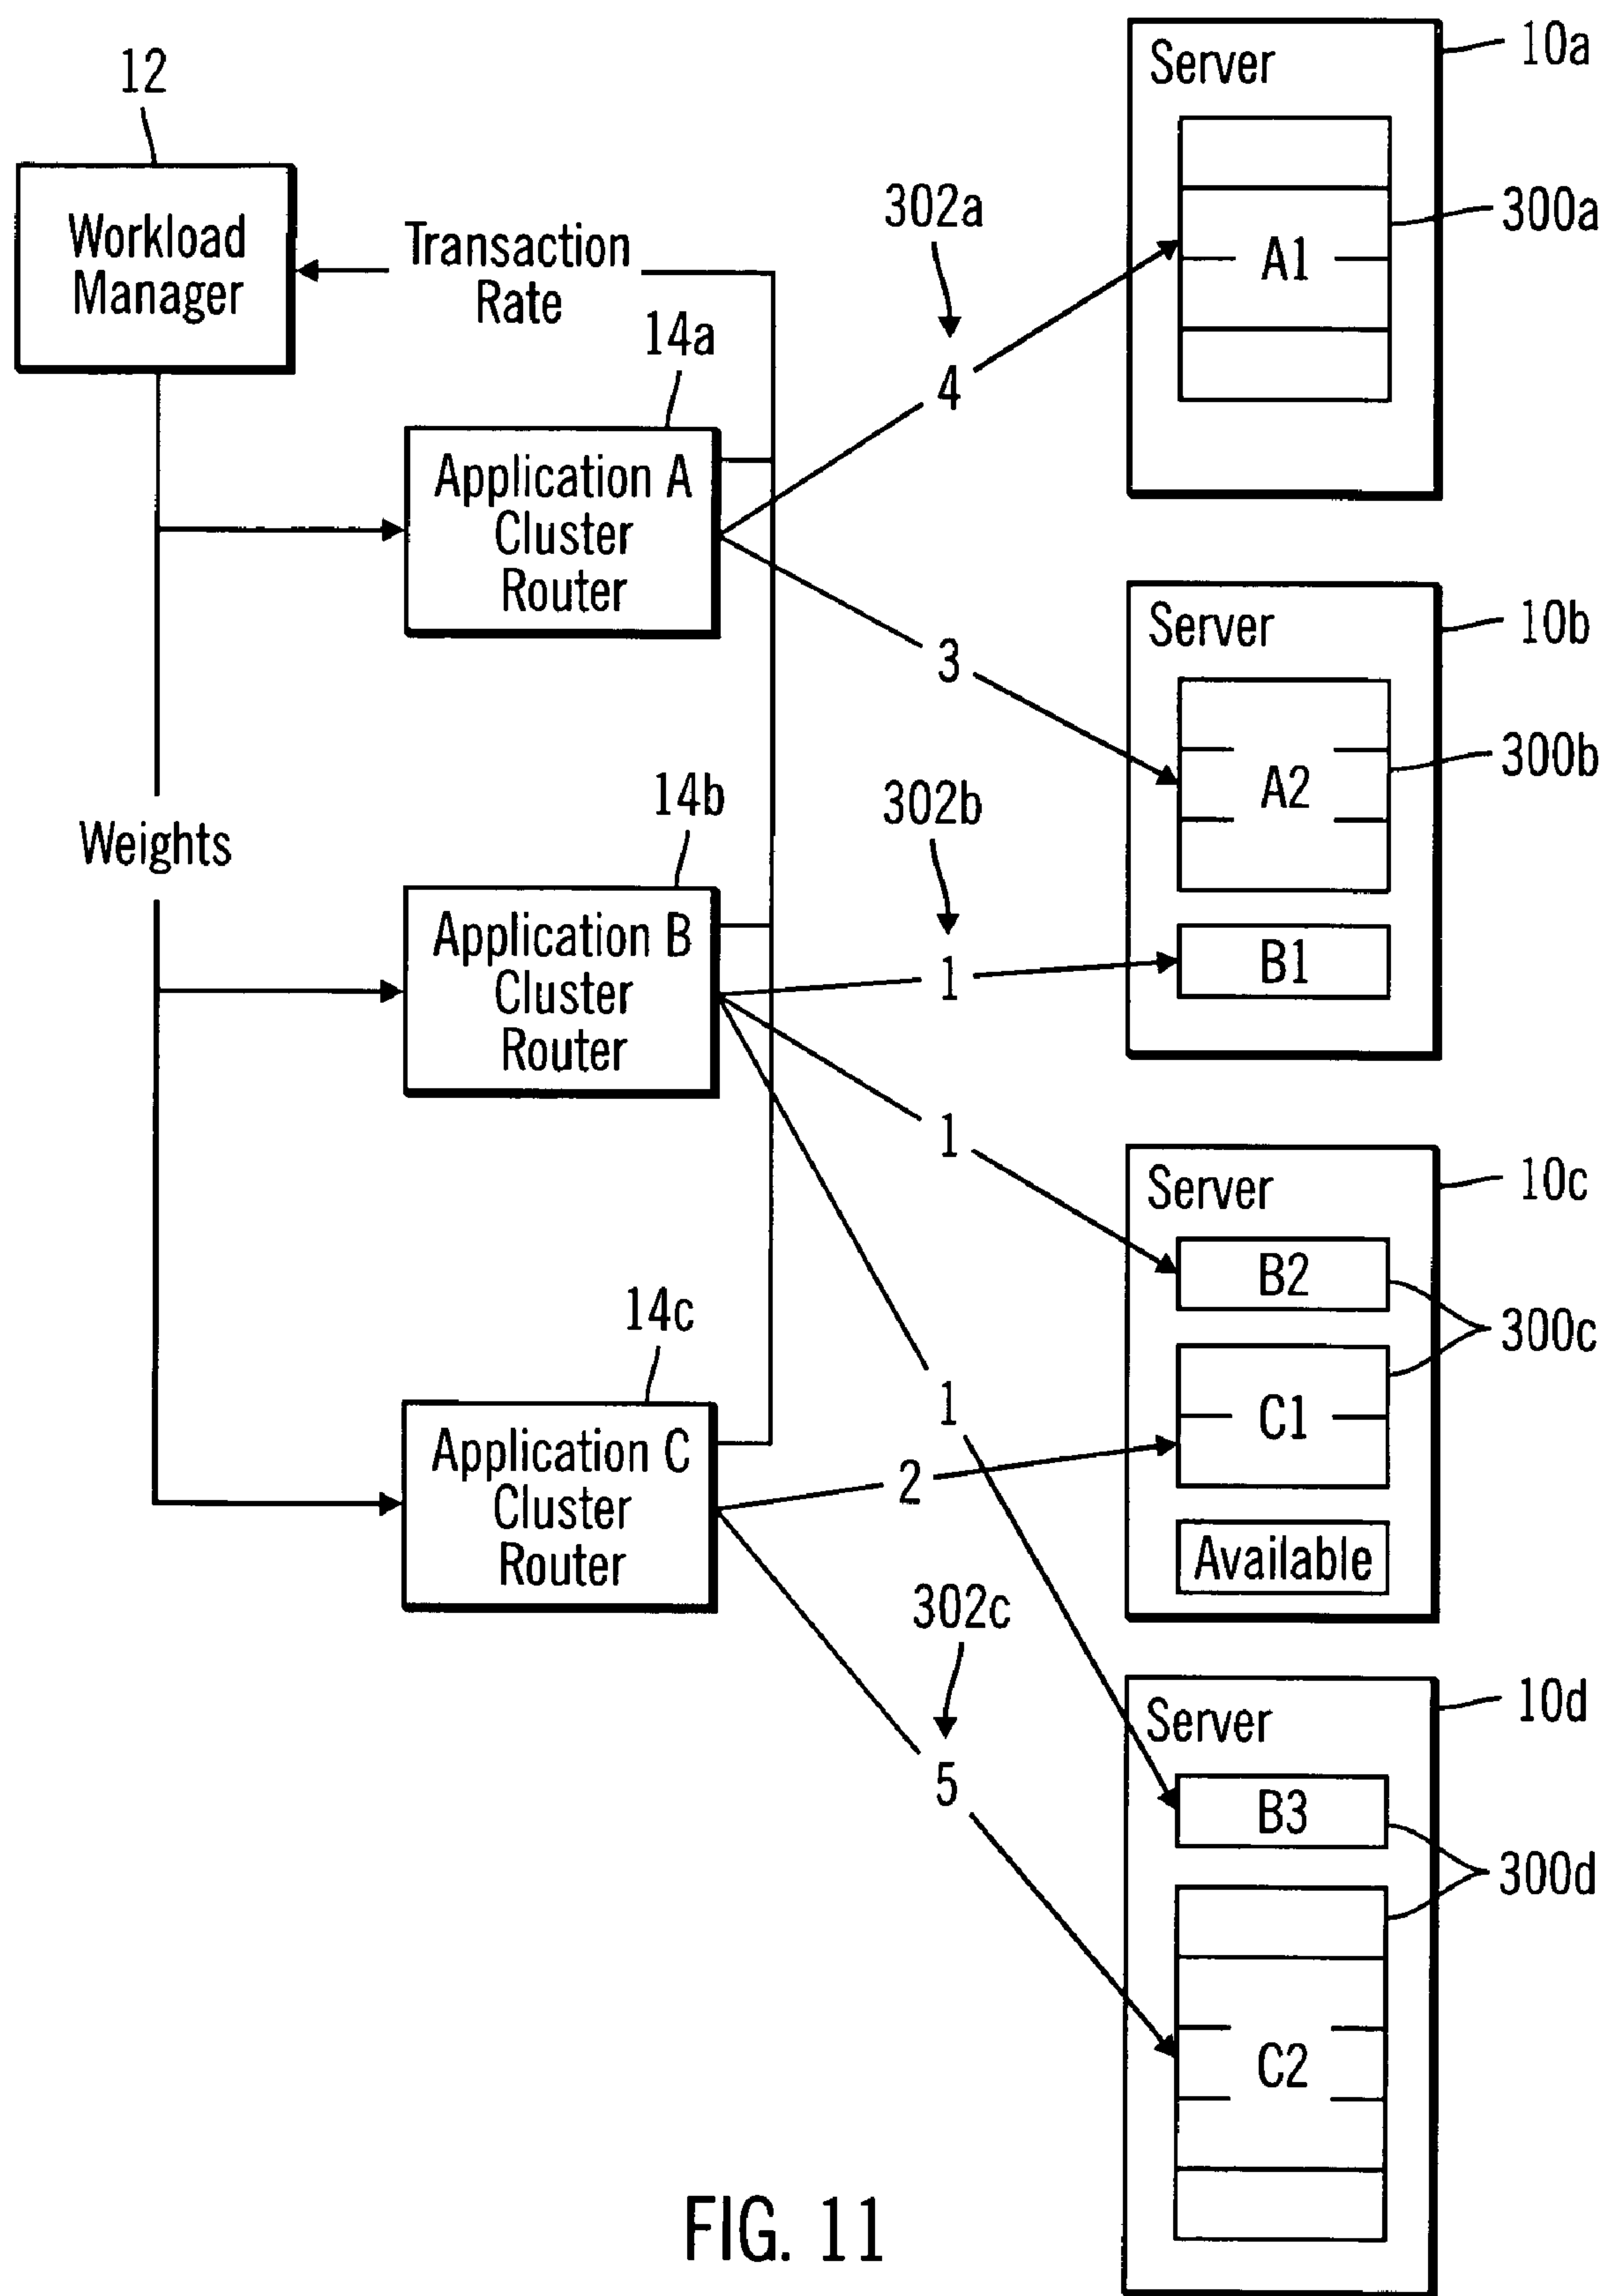 12
Workload
Manager
Transaction
Rate
14a
Application A
Cluster
Router
Weights
14b
Application B
Cluster
Router
14c
Application C
Cluster
Router
302a
4
3
302b
1
1
1
2
302c
5
Server
10a
A1
300a
Server
10b
A2
300b
B1
Server
10c
B2
300c
C1
Available
Server
10d
B3
300d
C2
FIG. 11